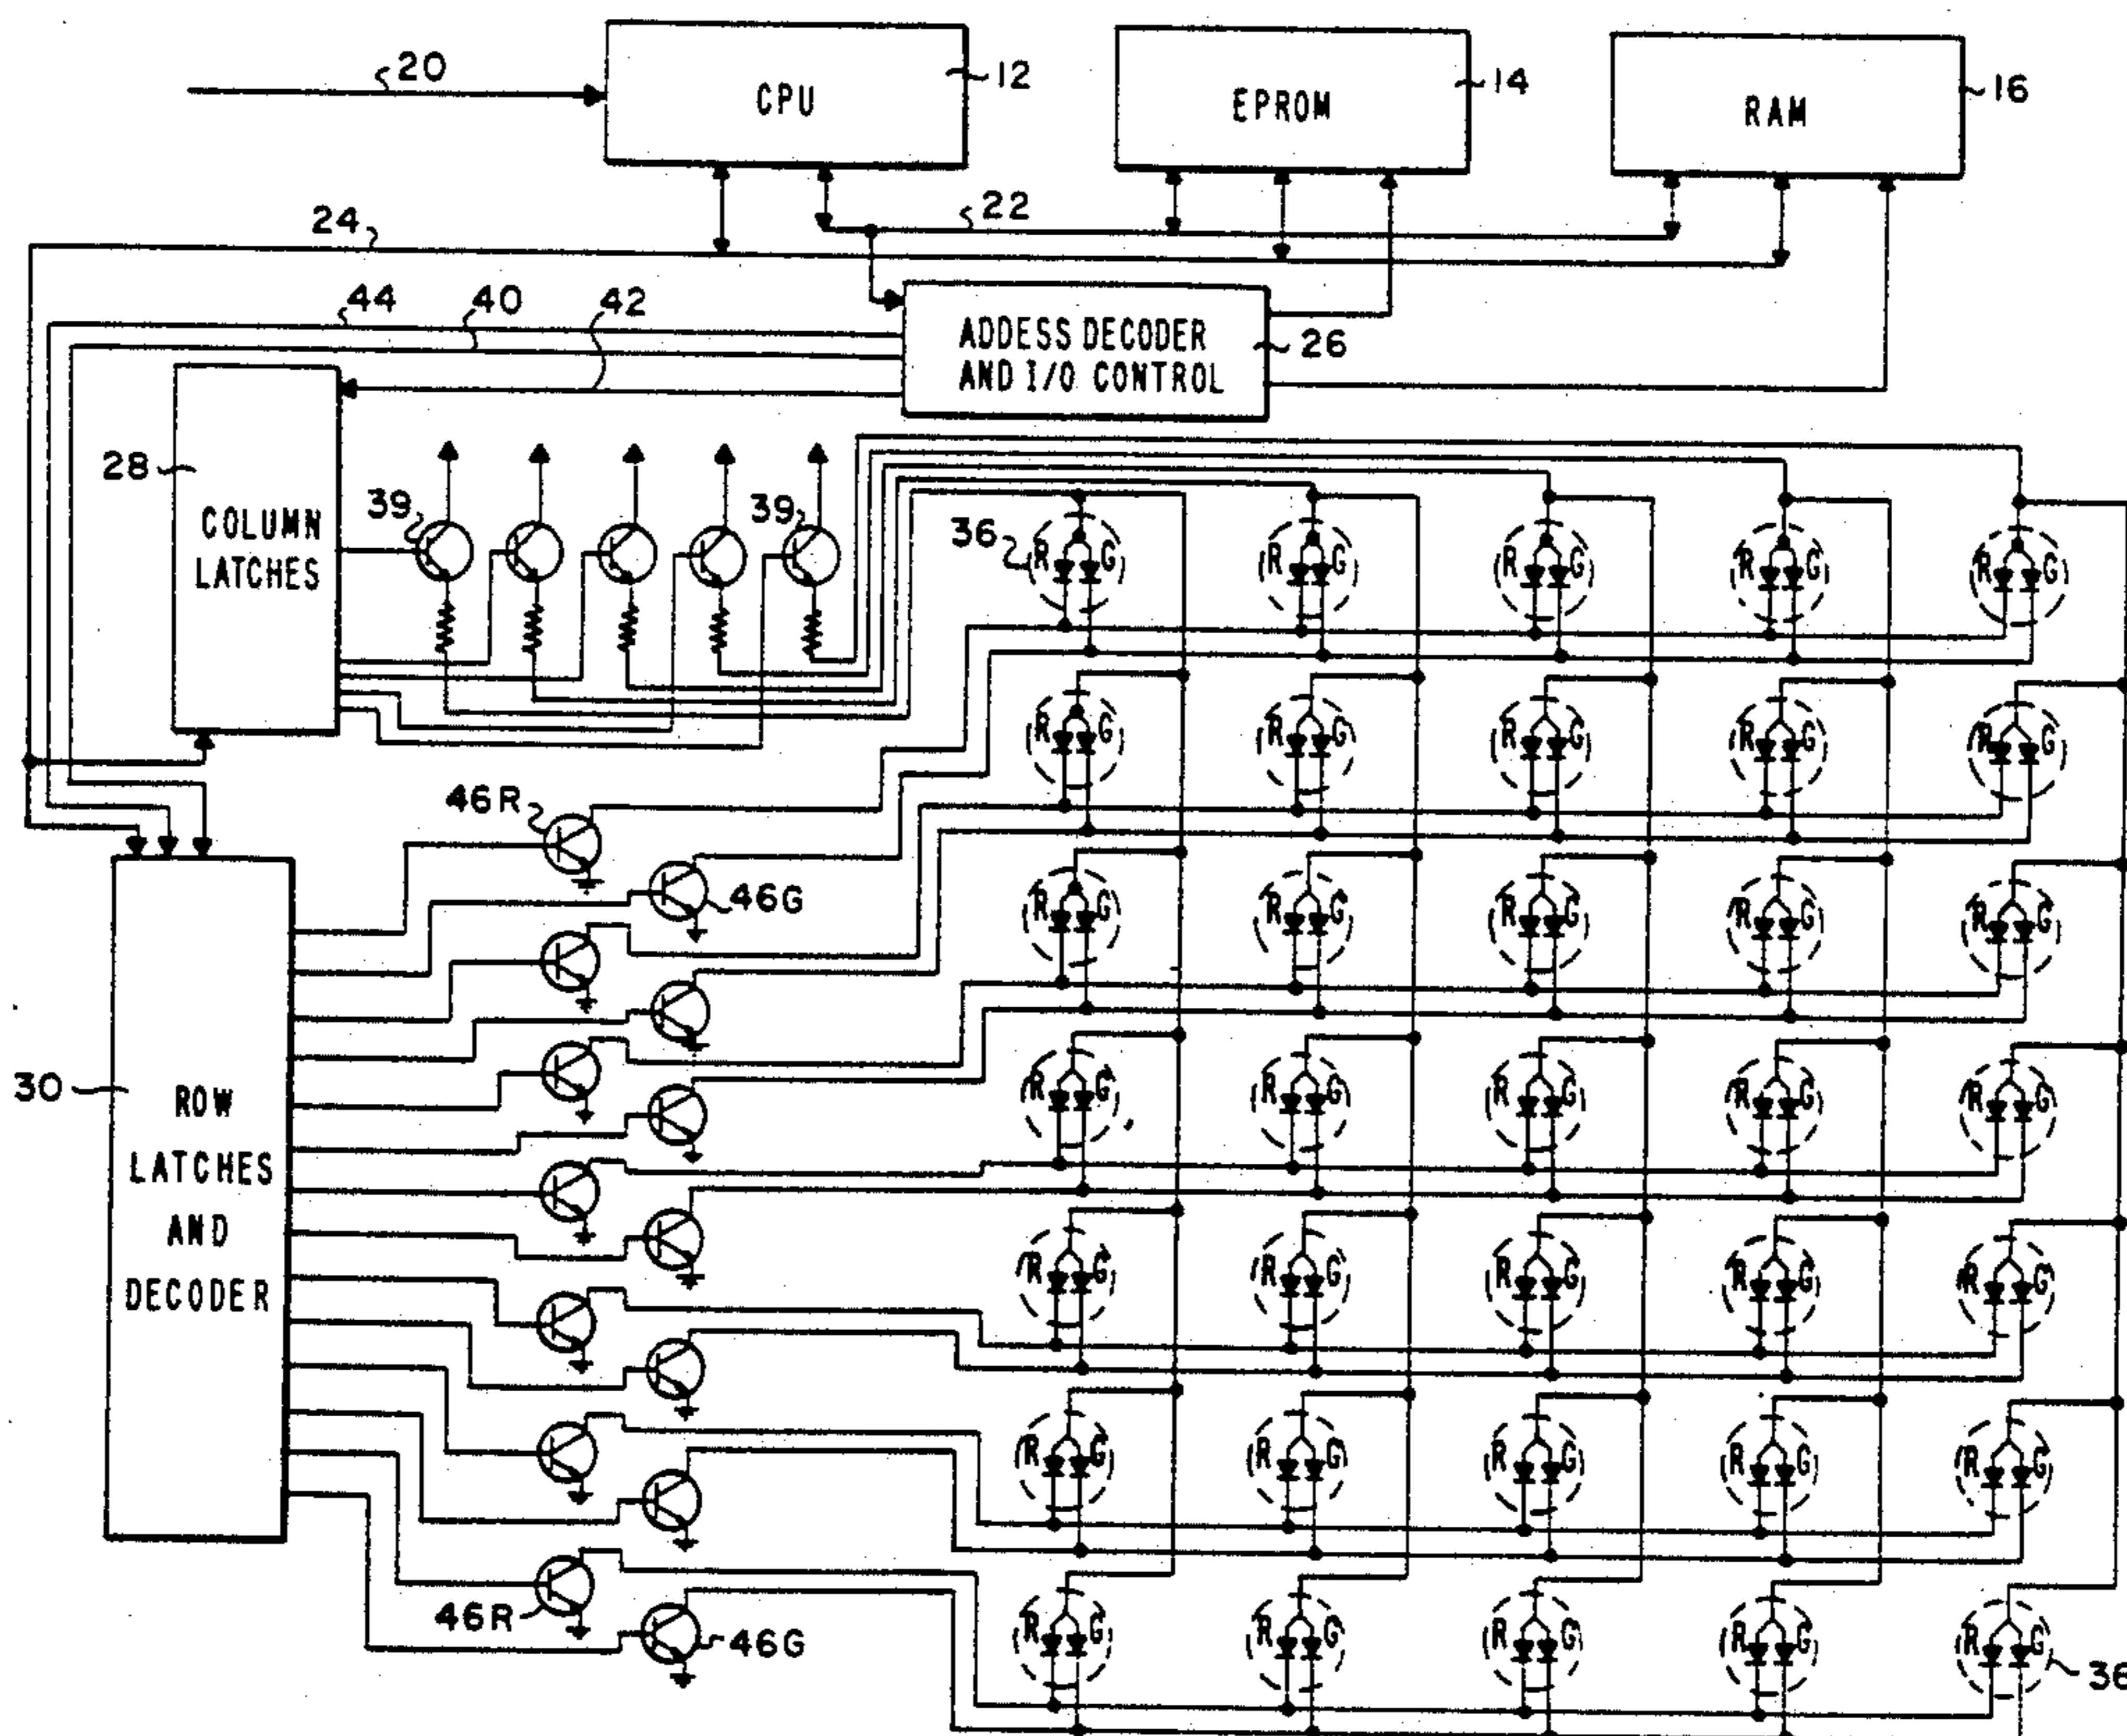 20
CPU
12
EPROM
14
RAM
16
24
22
44
40
42
ADDESS DECODER
AND I/O CONTROL
26
28
COLUMN
LATCHES
39
39
36
R G R G R G R G R G
R G R G R G R G R G
46R
46G
R G R G R G R G R G
30
ROW
LATCHES
AND
DECODER
R G R G R G R G R G
R G R G R G R G R G
R G R G R G R G R G
46R
46G
R G R G R G R G R G
36